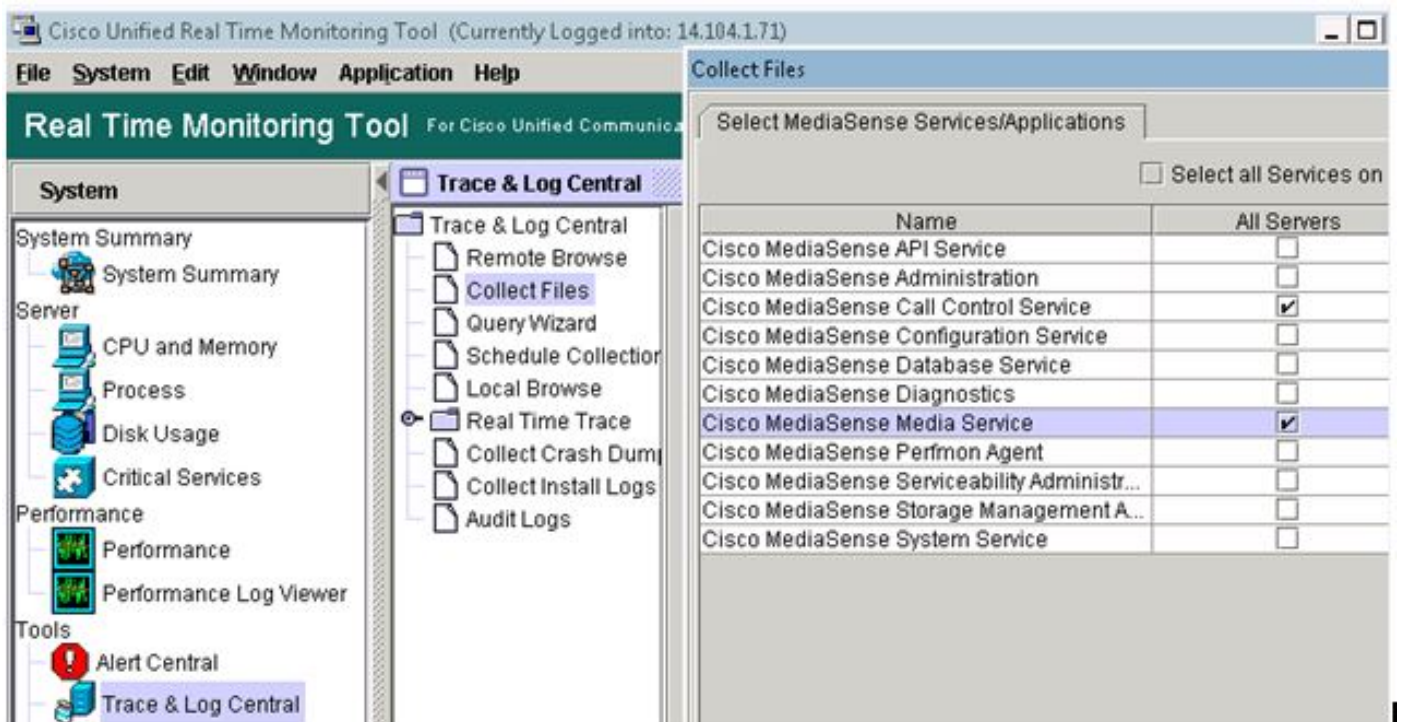 Cisco Unified Real Time Monitoring Tool (Currently Logged into: 14.104.1.71)
File System Edit Window Application Help
Real Time Monitoring Tool For Cisco Unified Communica
System
System Summary
System Summary
Server
CPU and Memory
Process
Disk Usage
Critical Services
Performance
Performance
Performance Log Viewer
Tools
Alert Central
Trace & Log Central
Trace & Log Central
Trace & Log Central
Remote Browse
Collect Files
Query Wizard
Schedule Collection
Local Browse
Real Time Trace
Collect Crash Dum
Collect Install Logs
Audit Logs
Collect Files
Select MediaSense Services/Applications
Select all Services on
Name All Servers
Cisco MediaSense API Service
Cisco MediaSense Administration
Cisco MediaSense Call Control Service
Cisco MediaSense Configuration Service
Cisco MediaSense Database Service
Cisco MediaSense Diagnostics
Cisco MediaSense Media Service
Cisco MediaSense Perfmon Agent
Cisco MediaSense Serviceability Administr...
Cisco MediaSense Storage Management A...
Cisco MediaSense System Service